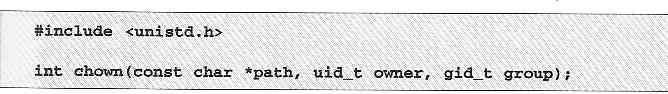 #include <unistd.h>
int chown(const char *path, uid_t owner, gid_t group);